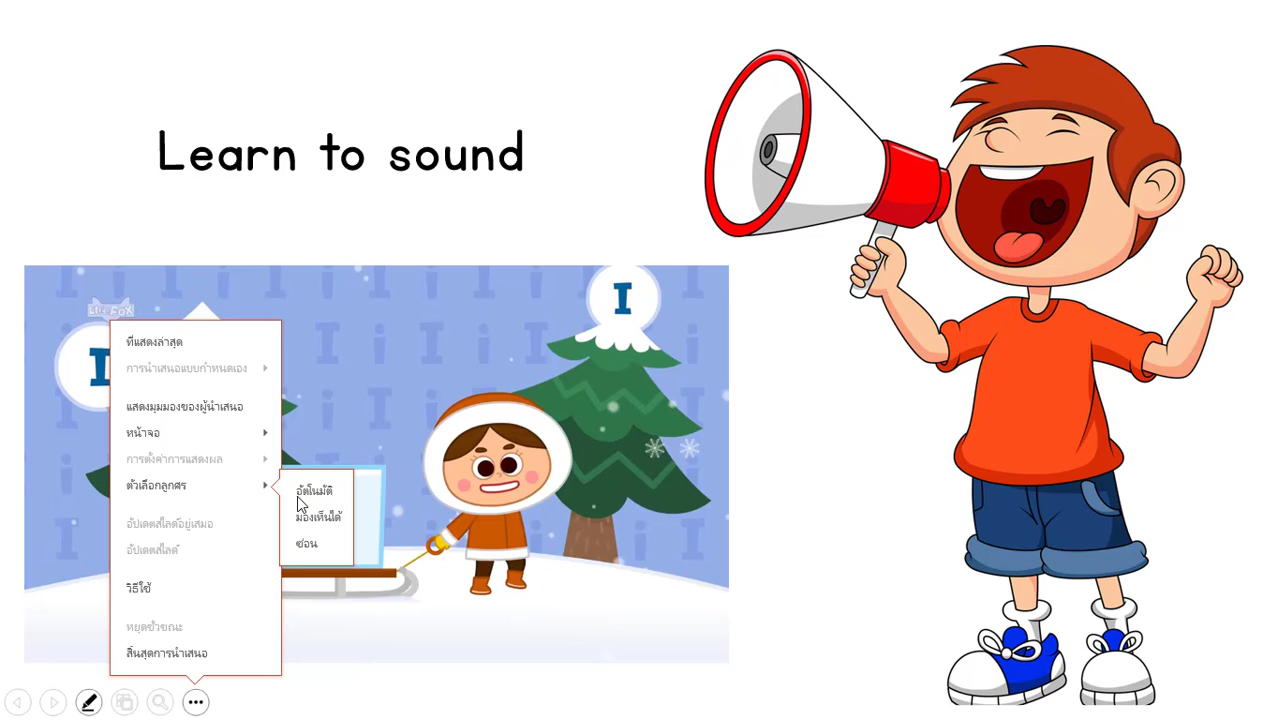 Learn to sound
I
I
ที่แสดงล่าสุด
การนำเสนอแบบกำหนดเอง
แสดงมุมมองของผู้นำเสนอ
หน้าจอ
การตั้งค่าการแสดงผล
ตัวเลือกลูกศร
อัตโนมัติ
มองเห็นได้
ซ่อน
อัปเดตสไลด์อยู่เสมอ
อัปเดตสไลด์
วิธีใช้
หยุดชั่วขณะ
สิ้นสุดการนำเสนอ